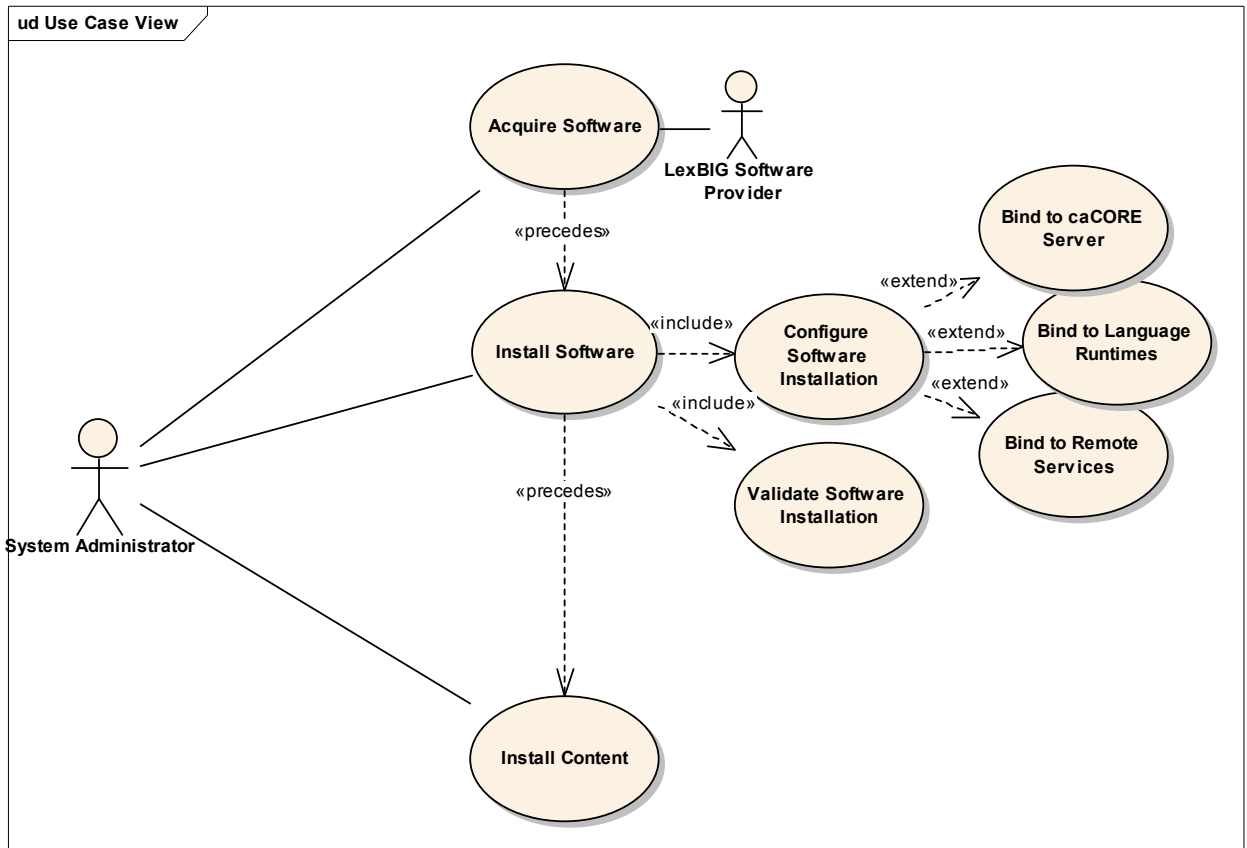 ud Use Case View
Acquire Software
LexBIG Software
Provider
«precedes»
Bind to caCORE
Server
«extend»
Install Software
«include»
Configure
Software
Installation
«extend»
Bind to Language
Runtimes
«extend»
«include»
Bind to Remote
Services
«precedes»
Validate Software
Installation
System Administrator
Install Content